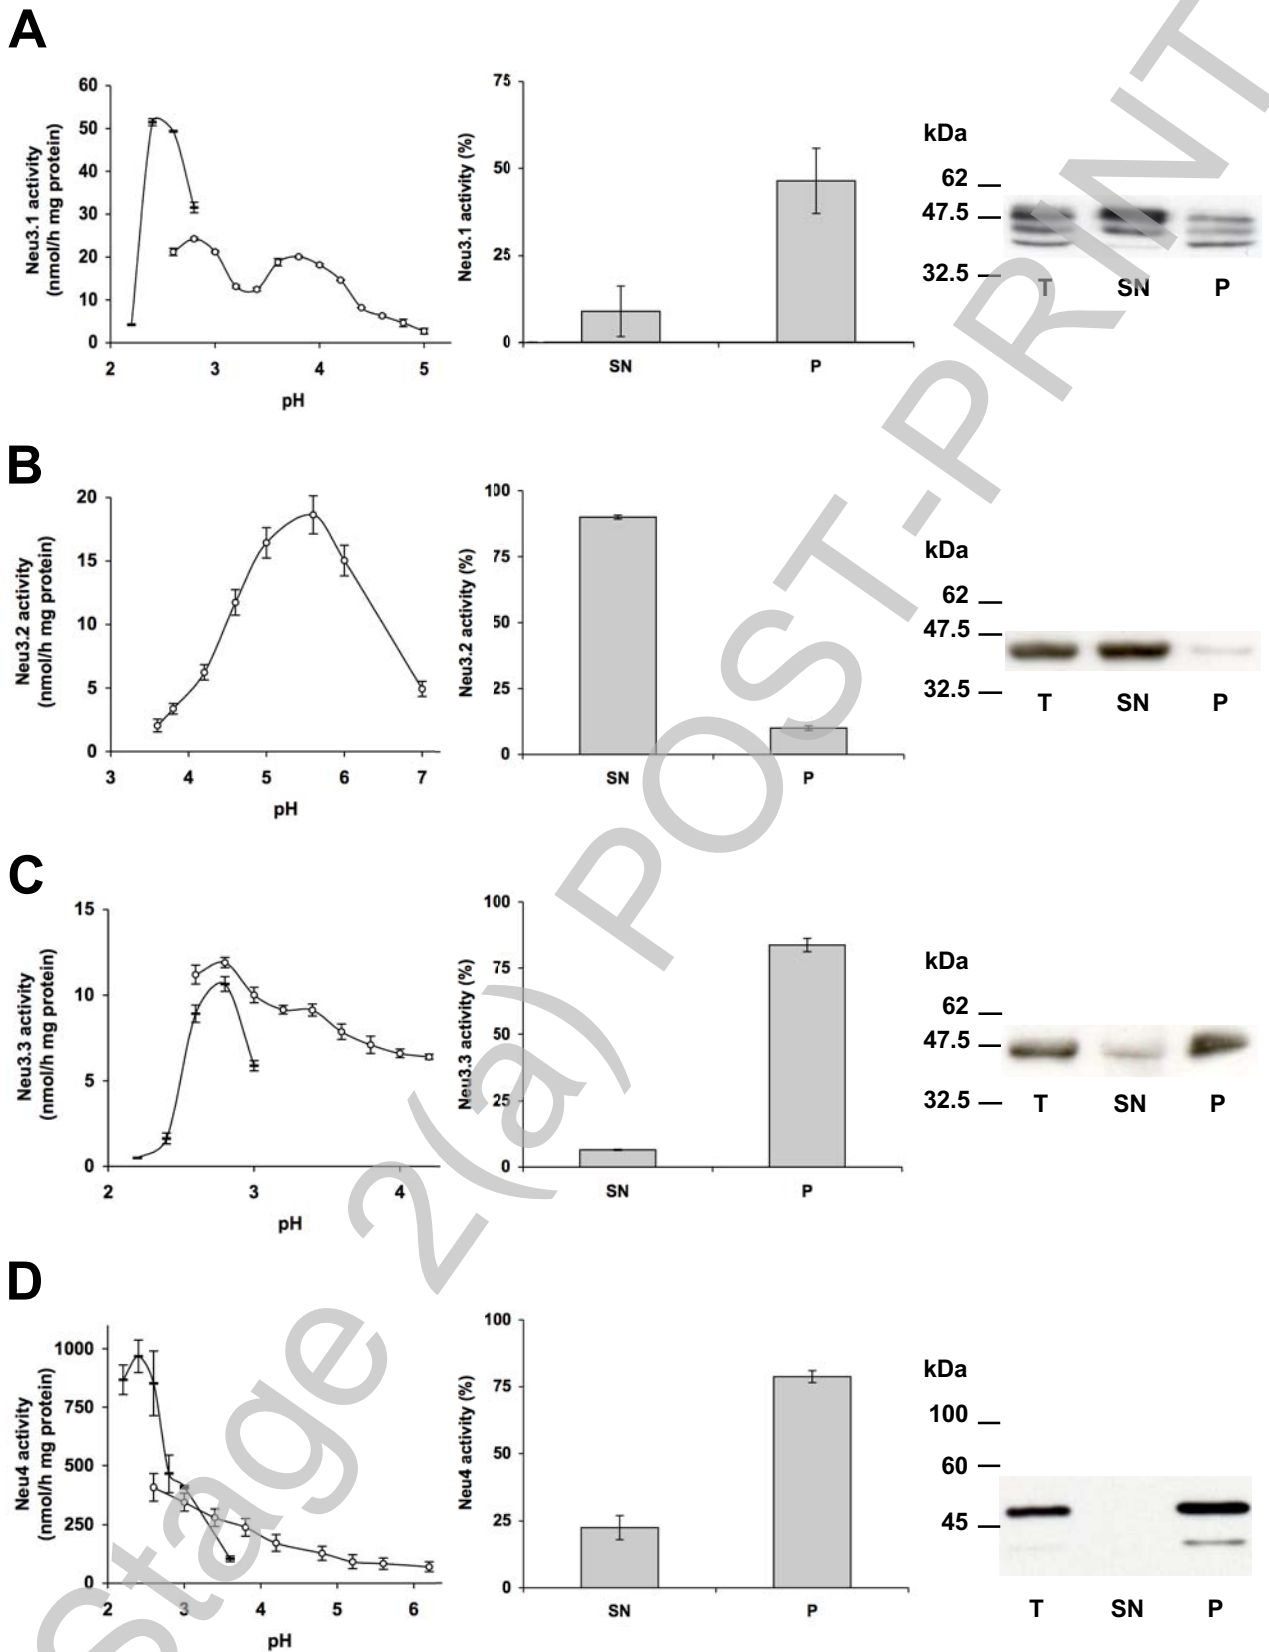 A
Neu3.1 activity
(nmol/h mg protein)
60
50
40
30
20
10
0
2
3
4
5
pH
Neu3.1 activity (%)
75
50
25
0
SN
P
kDa
62
47.5
32.5
T
SN
P
B
Neu3.2 activity
(nmol/h mg protein)
20
15
10
5
0
3
4
5
6
7
pH
Neu3.2 activity (%)
100
75
50
25
0
SN
P
kDa
62
47.5
32.5
T
SN
P
C
Neu3.3 activity
(nmol/h mg protein)
15
10
5
0
2
3
4
pH
Neu3.3 activity (%)
100
75
50
25
0
SN
P
kDa
62
47.5
32.5
T
SN
P
D
Neu4 activity
(nmol/h mg protein)
1000
750
500
250
0
2
3
4
5
6
pH
Neu4 activity (%)
100
75
50
25
0
SN
P
kDa
100
60
45
T
SN
P
Stage 2(a) POST-PRINT